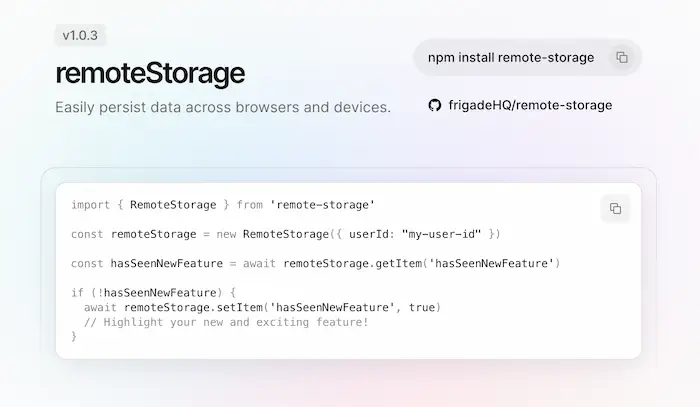 v1.0.3
remoteStorage
Easily persist data across browsers and devices.
npm install remote-storage
frigadeHQ/remote-storage
import { RemoteStorage } from 'remote-storage'
const remoteStorage = new RemoteStorage({ userId: "my-user-id" })
const hasSeenNewFeature = await remoteStorage.getItem('hasSeenNewFeature')
if (!hasSeenNewFeature) {
  await remoteStorage.setItem('hasSeenNewFeature', true)
  // Highlight your new and exciting feature!
}